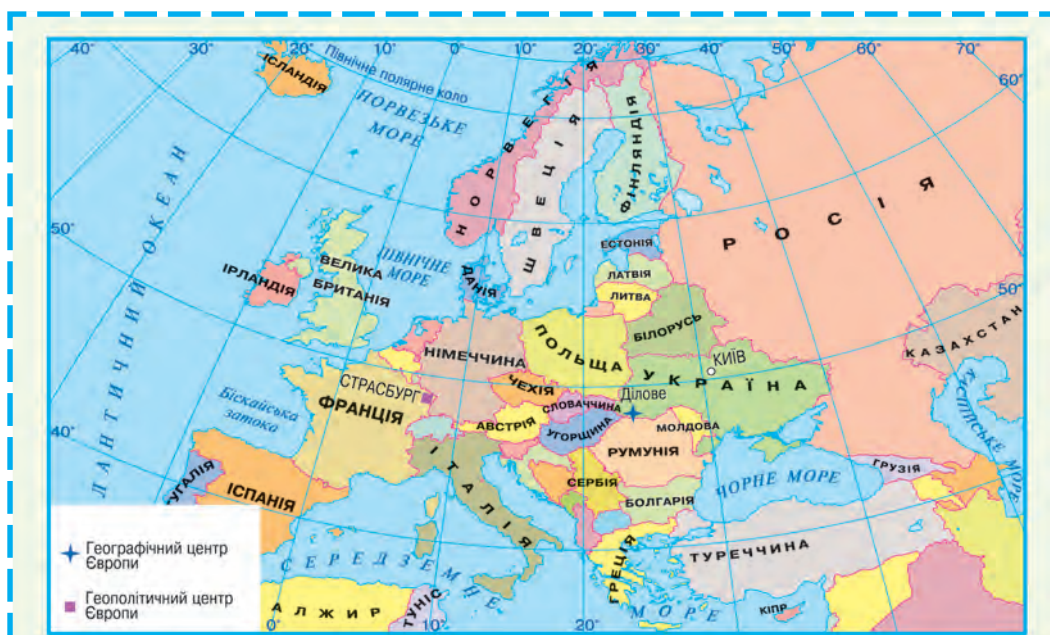 40° 30° 20° 10° 0° 10° 20° 30° 40° 50° 60° 70°
60°
50°
50°
40°
ІСЛАНДІЯ
Північне полярне коло
НОРВЕЗЬКЕ
МОРЕ
НОРВЕГІЯ
ШВЕЦІЯ
ФІНЛЯНДІЯ
РОСІЯ
ЛАНТИЧНИЙ ОКЕАН
ІРЛАНДІЯ
ВЕЛИКА
БРИТАНІЯ
ПІВНІЧНЕ
МОРЕ
ДАНІЯ
ЕСТОНІЯ
ЛАТВІЯ
ЛИТВА
БІЛОРУСЬ
КАЗАХСТАН
НІМЕЧЧИНА
ПОЛЬЩА
КИЇВ
УКРАЇНА
СТРАСБУРГ
ФРАНЦІЯ
ЧЕХІЯ
СЛОВАЧЧИНА
Ділове
Біскайська
затока
АВСТРІЯ
УГОРЩИНА
МОЛДОВА
РУМУНІЯ
КАСПІЙСЬКЕ МОРЕ
УГАЛІЯ
ІСПАНІЯ
ІТАЛІЯ
СЕРБІЯ
БОЛГАРІЯ
ЧОРНЕ МОРЕ
ГРУЗІЯ
ГРЕЦІЯ
ТУРЕЧЧИНА
СЕРЕДЗЕМНЕ МОРЕ
КІПР
АЛЖИР
ТУНІС
0° 10° 20°
Географічний центр
Європи
Геополітичний центр
Європи